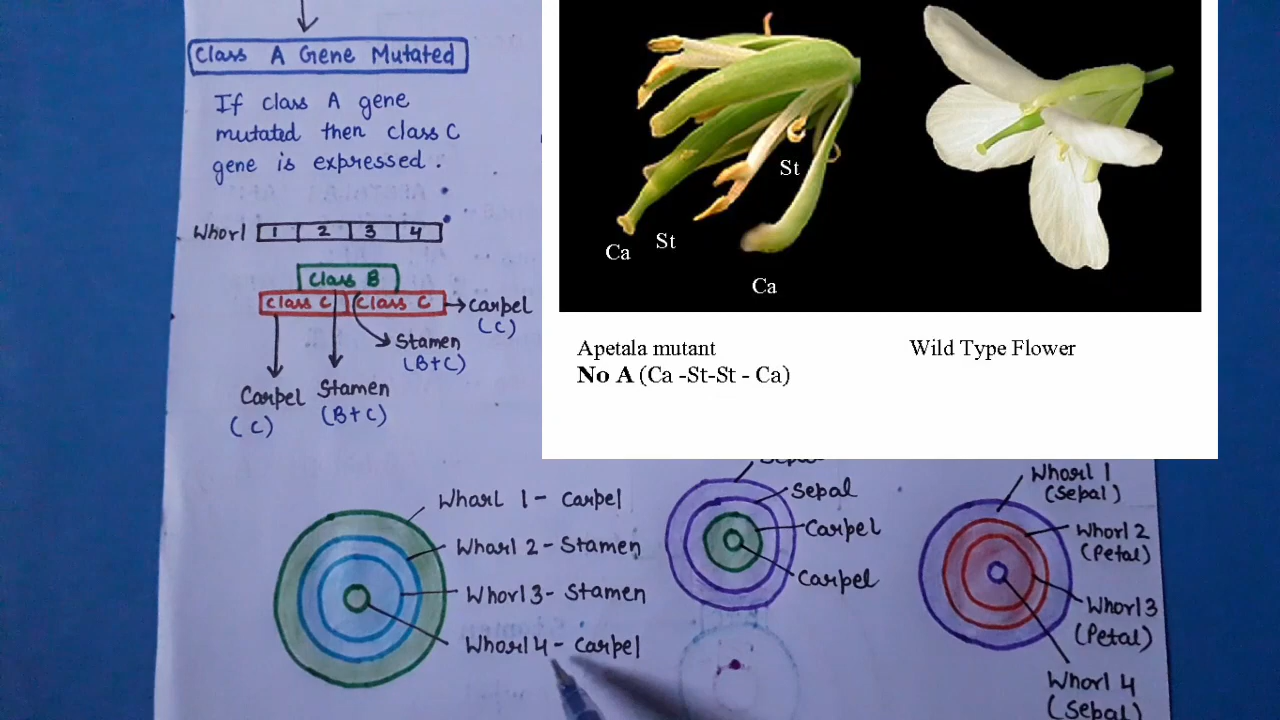 Class A Gene Mutated
If class A gene
mutated then class C
gene is expressed.
Whorl 1 2 3 4
Class B
Class C Class C
Carpel
(C)
Stamen
(B+C)
Carpel
(C)
Stamen
(B+C)
Ca
St
St
Ca
Apetala mutant
No A (Ca -St-St - Ca)
Wild Type Flower
Wharl 1 - Carpel
Wharl 2 - Stamen
Whorl 3 - Stamen
Whorl 4 - Carpel
Sepal
Carpel
Carpel
Whorl 1
(Sepal)
Whorl 2
(Petal)
Whorl 3
(Petal)
Whorl 4
(Sepal)